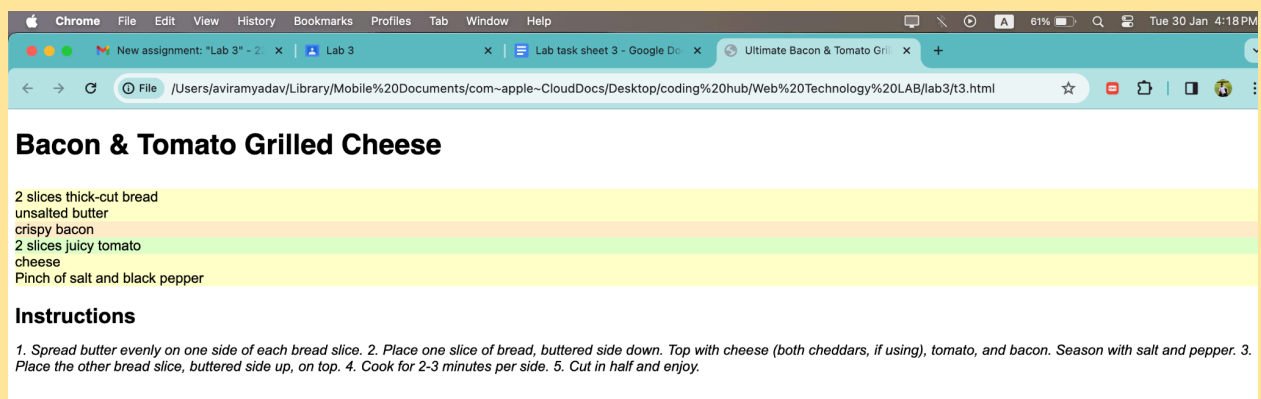 Chrome File Edit View History Bookmarks Profiles Tab Window Help A 61% Tue 30 Jan 4:18 PM
New assignment: "Lab 3" - 2 Lab 3 Lab task sheet 3 - Google Do Ultimate Bacon & Tomato Gril
File /Users/aviramyadav/Library/Mobile%20Documents/com~apple~CloudDocs/Desktop/coding%20hub/Web%20Technology%20LAB/lab3/t3.html
Bacon & Tomato Grilled Cheese
2 slices thick-cut bread
unsalted butter
crispy bacon
2 slices juicy tomato
cheese
Pinch of salt and black pepper
Instructions
1. Spread butter evenly on one side of each bread slice. 2. Place one slice of bread, buttered side down. Top with cheese (both cheddars, if using), tomato, and bacon. Season with salt and pepper. 3.
Place the other bread slice, buttered side up, on top. 4. Cook for 2-3 minutes per side. 5. Cut in half and enjoy.